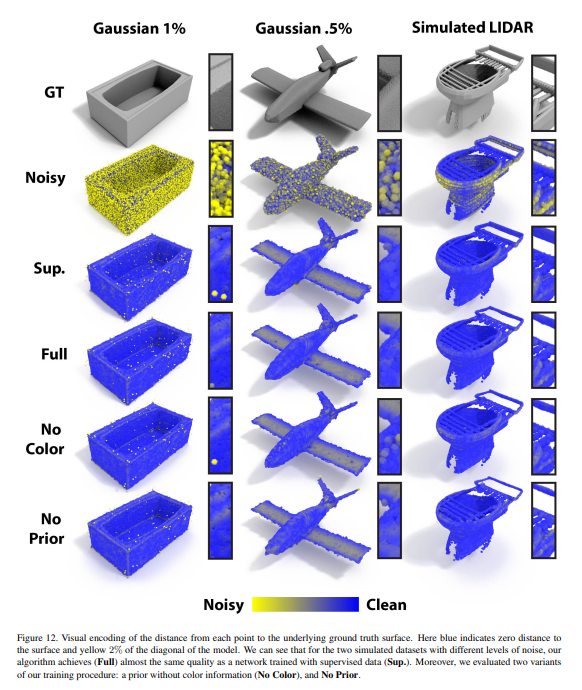 Gaussian 1% Gaussian .5% Simulated LIDAR
GT
Noisy
Sup.
Full
No
Color
No
Prior
Noisy Clean
Figure 12. Visual encoding of the distance from each point to the underlying ground truth surface. Here blue indicates zero distance to
the surface and yellow 2% of the diagonal of the model. We can see that for the two simulated datasets with different levels of noise, our
algorithm achieves (Full) almost the same quality as a network trained with supervised data (Sup.). Moreover, we evaluated two variants
of our training procedure: a prior without color information (No Color), and No Prior.